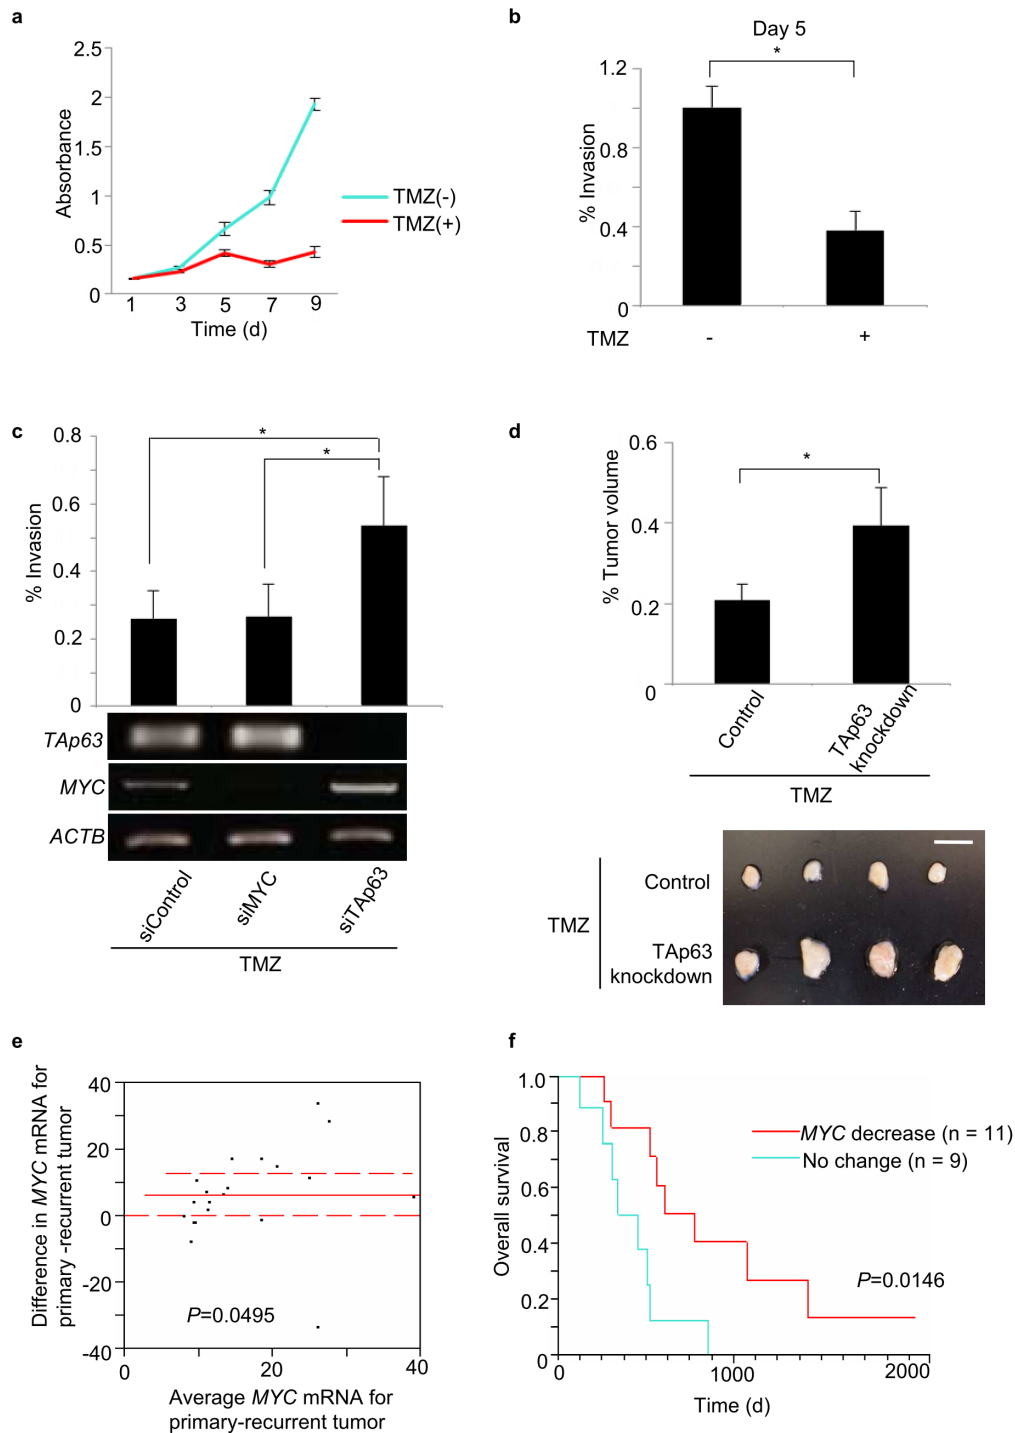 a
2.5
2
1.5
1
0.5
0
Absorbance
1 3 5 7 9
Time (d)
TMZ(-)
TMZ(+)
b
Day 5
*
1.2
0.8
0.4
0
% Invasion
TMZ - +
c
0.8
0.6
0.4
0.2
0
% Invasion
*
*
TAp63
MYC
ACTB
siControl
siMYC
siTAp63
TMZ
d
0.6
0.4
0.2
0
% Tumor volume
*
Control
TAp63
knockdown
TMZ
TMZ
Control
TAp63
knockdown
e
40
20
0
-20
-40
Difference in MYC mRNA for
primary -recurrent tumor
P=0.0495
0 20 40
Average MYC mRNA for
primary-recurrent tumor
f
1.0
0.8
0.6
0.4
0.2
0
Overall survival
MYC decrease (n = 11)
No change (n = 9)
P=0.0146
0 1000 2000
Time (d)